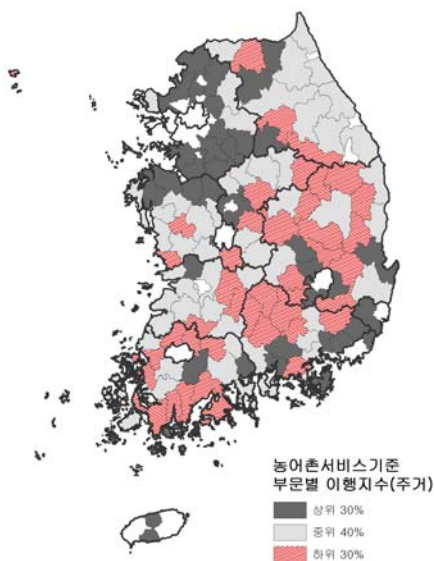 농어촌서비스기준
부문별 이행지수(주거)
상위 30%
중위 40%
하위 30%